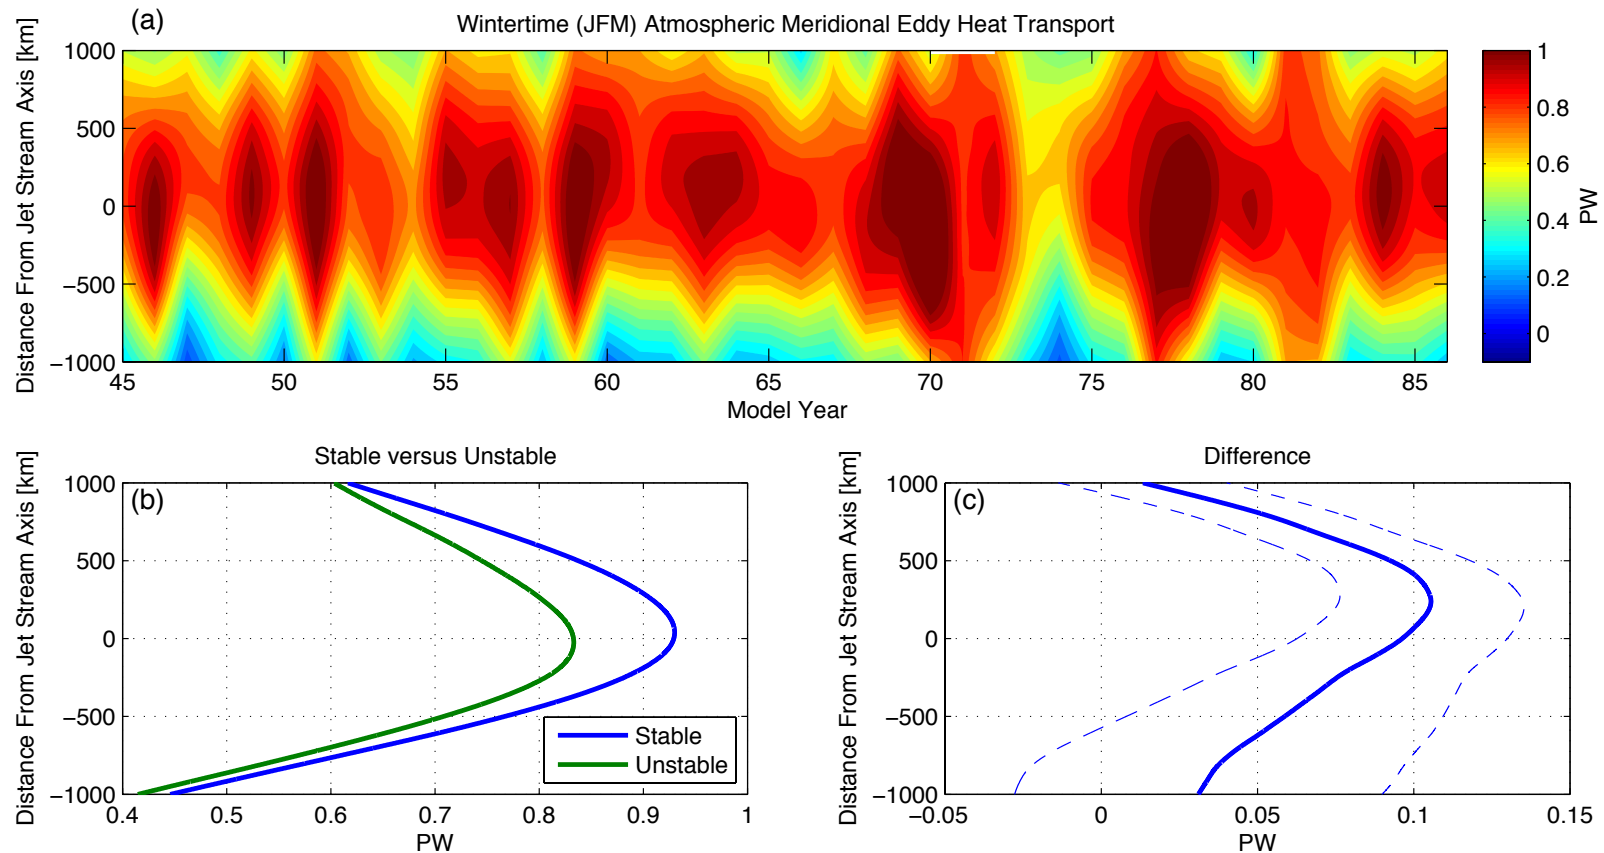 (a)
Wintertime (JFM) Atmospheric Meridional Eddy Heat Transport
Distance From Jet Stream Axis [km]
1000
500
0
−500
−1000
45 50 55 60 65 70 75 80 85
Model Year
1
0.8
0.6
0.4
0.2
0
PW
Stable versus Unstable
(b)
Distance From Jet Stream Axis [km]
1000
500
0
−500
−1000
Stable
Unstable
0.4 0.5 0.6 0.7 0.8 0.9 1
PW
Difference
(c)
Distance From Jet Stream Axis [km]
1000
500
0
−500
−1000
−0.05 0 0.05 0.1 0.15
PW